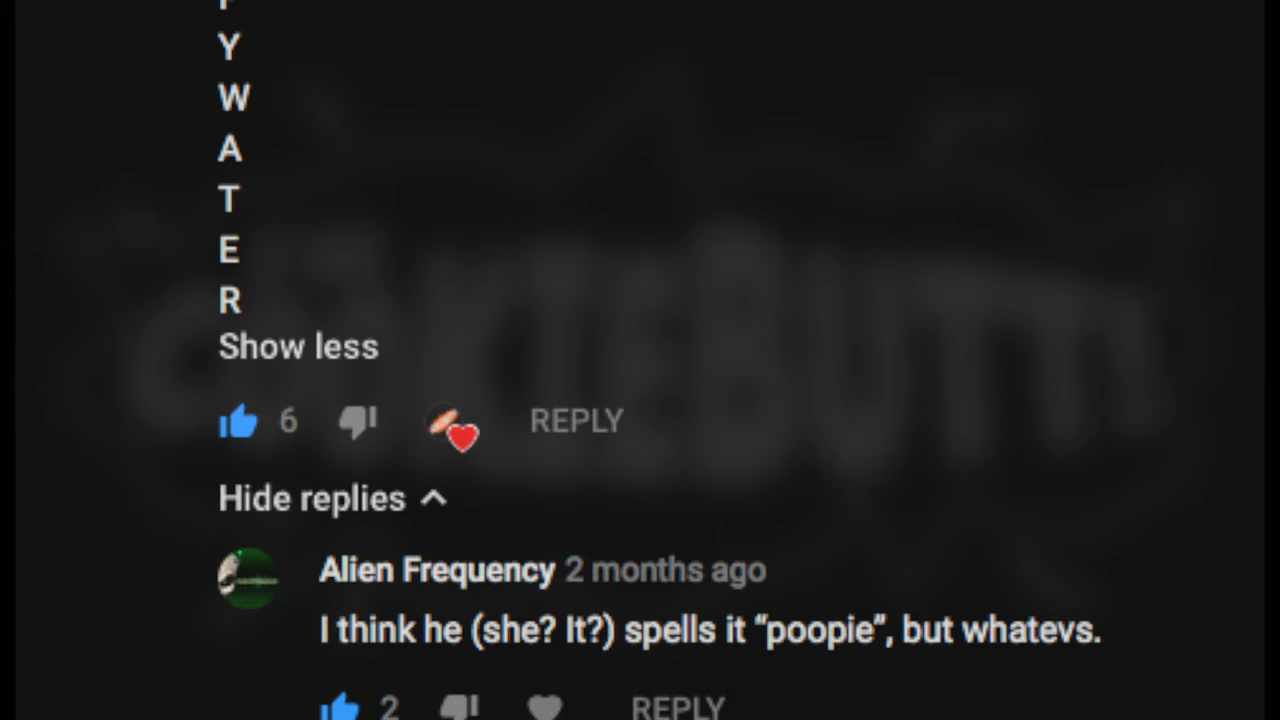 Y
W
A
T
E
R
Show less
6
REPLY
Hide replies
Alien Frequency 2 months ago
I think he (she? It?) spells it “poopie”, but whatevs.
2
REPLY